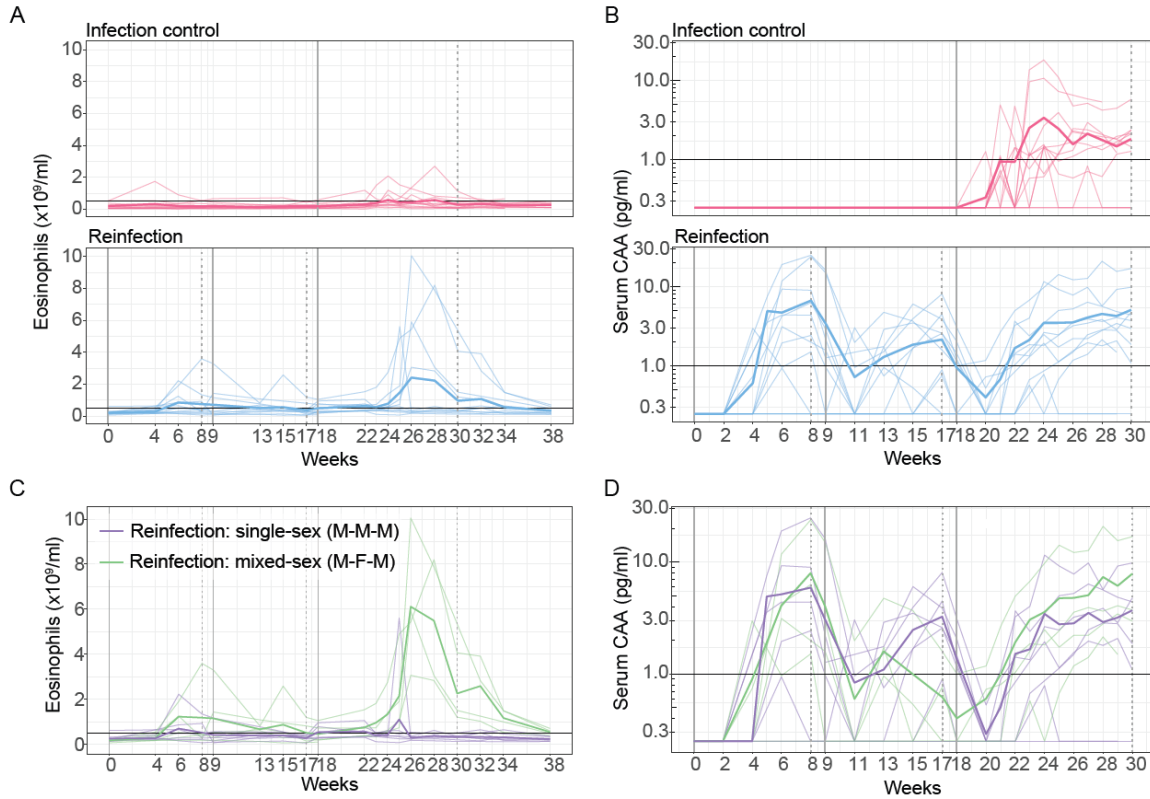 A
Infection control
10
8
6
4
2
0
Reinfection
10
8
6
4
2
0
Eosinophils (x10⁹/ml)
0 4 6 8 9 13 15 17 18 22 24 26 28 30 32 34 38
Weeks
B
Infection control
30.0
10.0
3.0
1.0
0.3
Reinfection
30.0
10.0
3.0
1.0
0.3
Serum CAA (pg/ml)
0 2 4 6 8 9 11 13 15 17 18 20 22 24 26 28 30
Weeks
C
Reinfection: single-sex (M-M-M)
Reinfection: mixed-sex (M-F-M)
10
8
6
4
2
0
Eosinophils (x10⁹/ml)
0 4 6 8 9 13 15 17 18 22 24 26 28 30 32 34 38
Weeks
D
30.0
10.0
3.0
1.0
0.3
Serum CAA (pg/ml)
0 2 4 6 8 9 11 13 15 17 18 20 22 24 26 28 30
Weeks